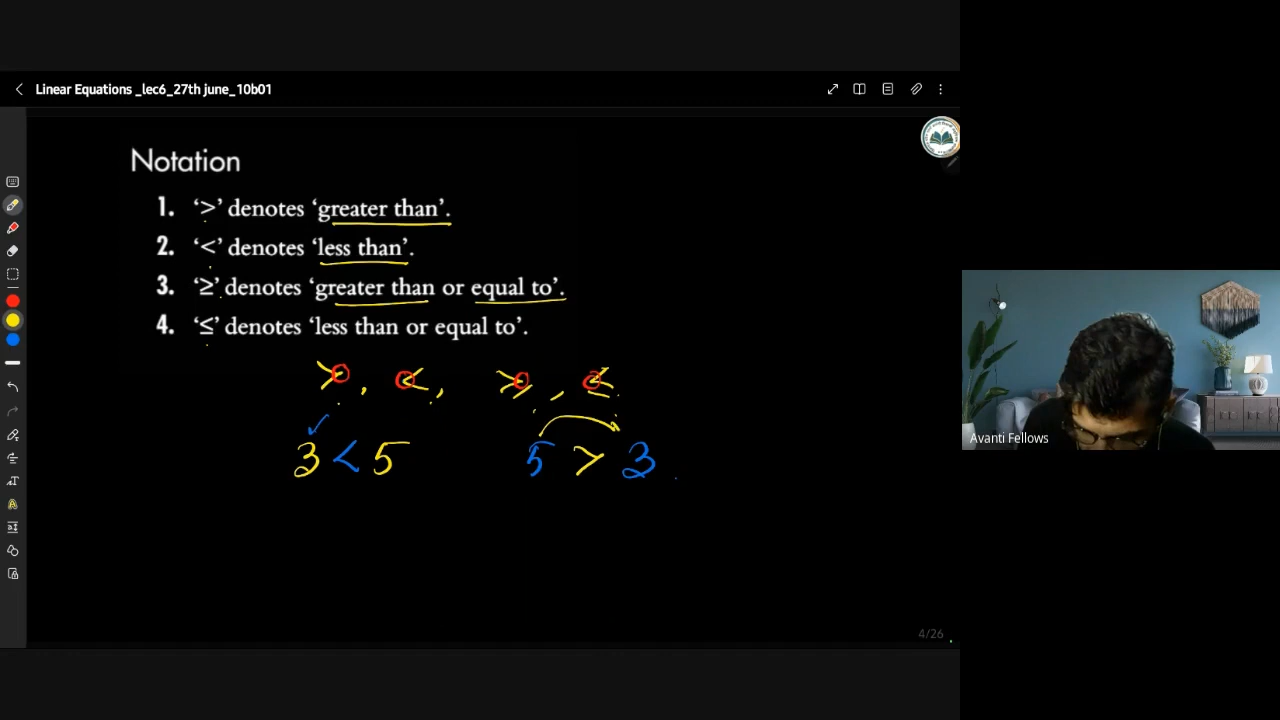 Linear Equations _lec6_27th june_10b01
Notation
1. ‘>’ denotes ‘greater than’.
2. ‘<’ denotes ‘less than’.
3. ‘≥’ denotes ‘greater than or equal to’.
4. ‘≤’ denotes ‘less than or equal to’.
> , < , ≥ , ≤
3 < 5 5 > 3
4/26
Avanti Fellows